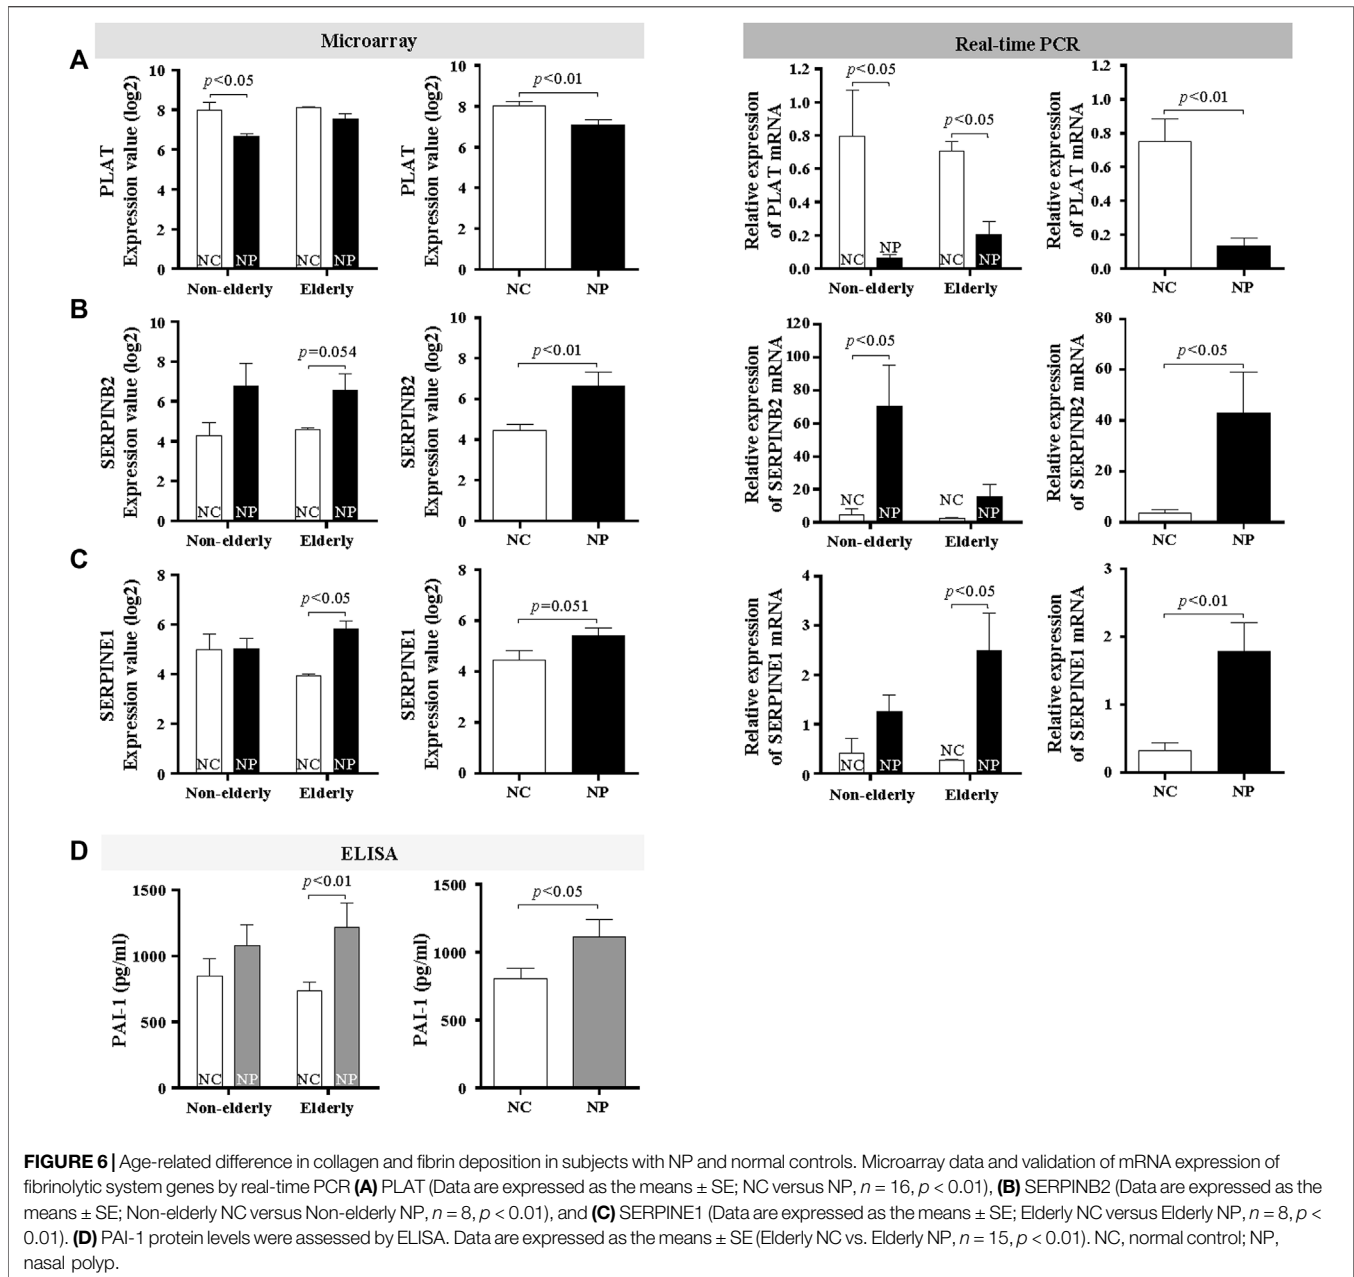 Microarray
Real-time PCR
A
PLAT
Expression value (log2)
10
8
6
4
2
0
p<0.05
NC
NP
NC
NP
Non-elderly
Elderly
PLAT
Expression value (log2)
10
8
6
4
2
0
p<0.01
NC
NP
Relative expression
of PLAT mRNA
1.2
1.0
0.8
0.6
0.4
0.2
0.0
p<0.05
p<0.05
NC
NP
NC
NP
Non-elderly
Elderly
Relative expression
of PLAT mRNA
1.2
1.0
0.8
0.6
0.4
0.2
0.0
p<0.01
NC
NP
B
SERPINB2
Expression value (log2)
10
8
6
4
2
0
p=0.054
NC
NP
NC
NP
Non-elderly
Elderly
SERPINB2
Expression value (log2)
10
8
6
4
2
0
p<0.01
NC
NP
Relative expression
of SERPINB2 mRNA
120
100
80
60
40
20
0
p<0.05
NC
NP
NC
NP
Non-elderly
Elderly
Relative expression
of SERPINB2 mRNA
80
60
40
20
0
p<0.05
NC
NP
C
SERPINE1
Expression value (log2)
8
6
4
2
0
p<0.05
NC
NP
NC
NP
Non-elderly
Elderly
SERPINE1
Expression value (log2)
8
6
4
2
0
p=0.051
NC
NP
Relative expression
of SERPINE1 mRNA
4
3
2
1
0
p<0.05
NC
NP
NC
NP
Non-elderly
Elderly
Relative expression
of SERPINE1 mRNA
3
2
1
0
p<0.01
NC
NP
D
ELISA
PAI-1 (pg/ml)
1500
1000
500
0
p<0.01
NC
NP
NC
NP
Non-elderly
Elderly
PAI-1 (pg/ml)
1500
1000
500
0
p<0.05
NC
NP
FIGURE 6 | Age-related difference in collagen and fibrin deposition in subjects with NP and normal controls. Microarray data and validation of mRNA expression of
fibrinolytic system genes by real-time PCR (A) PLAT (Data are expressed as the means ± SE; NC versus NP, n = 16, p < 0.01), (B) SERPINB2 (Data are expressed as the
means ± SE; Non-elderly NC versus Non-elderly NP, n = 8, p < 0.01), and (C) SERPINE1 (Data are expressed as the means ± SE; Elderly NC versus Elderly NP, n = 8, p <
0.01). (D) PAI-1 protein levels were assessed by ELISA. Data are expressed as the means ± SE (Elderly NC vs. Elderly NP, n = 15, p < 0.01). NC, normal control; NP,
nasal polyp.